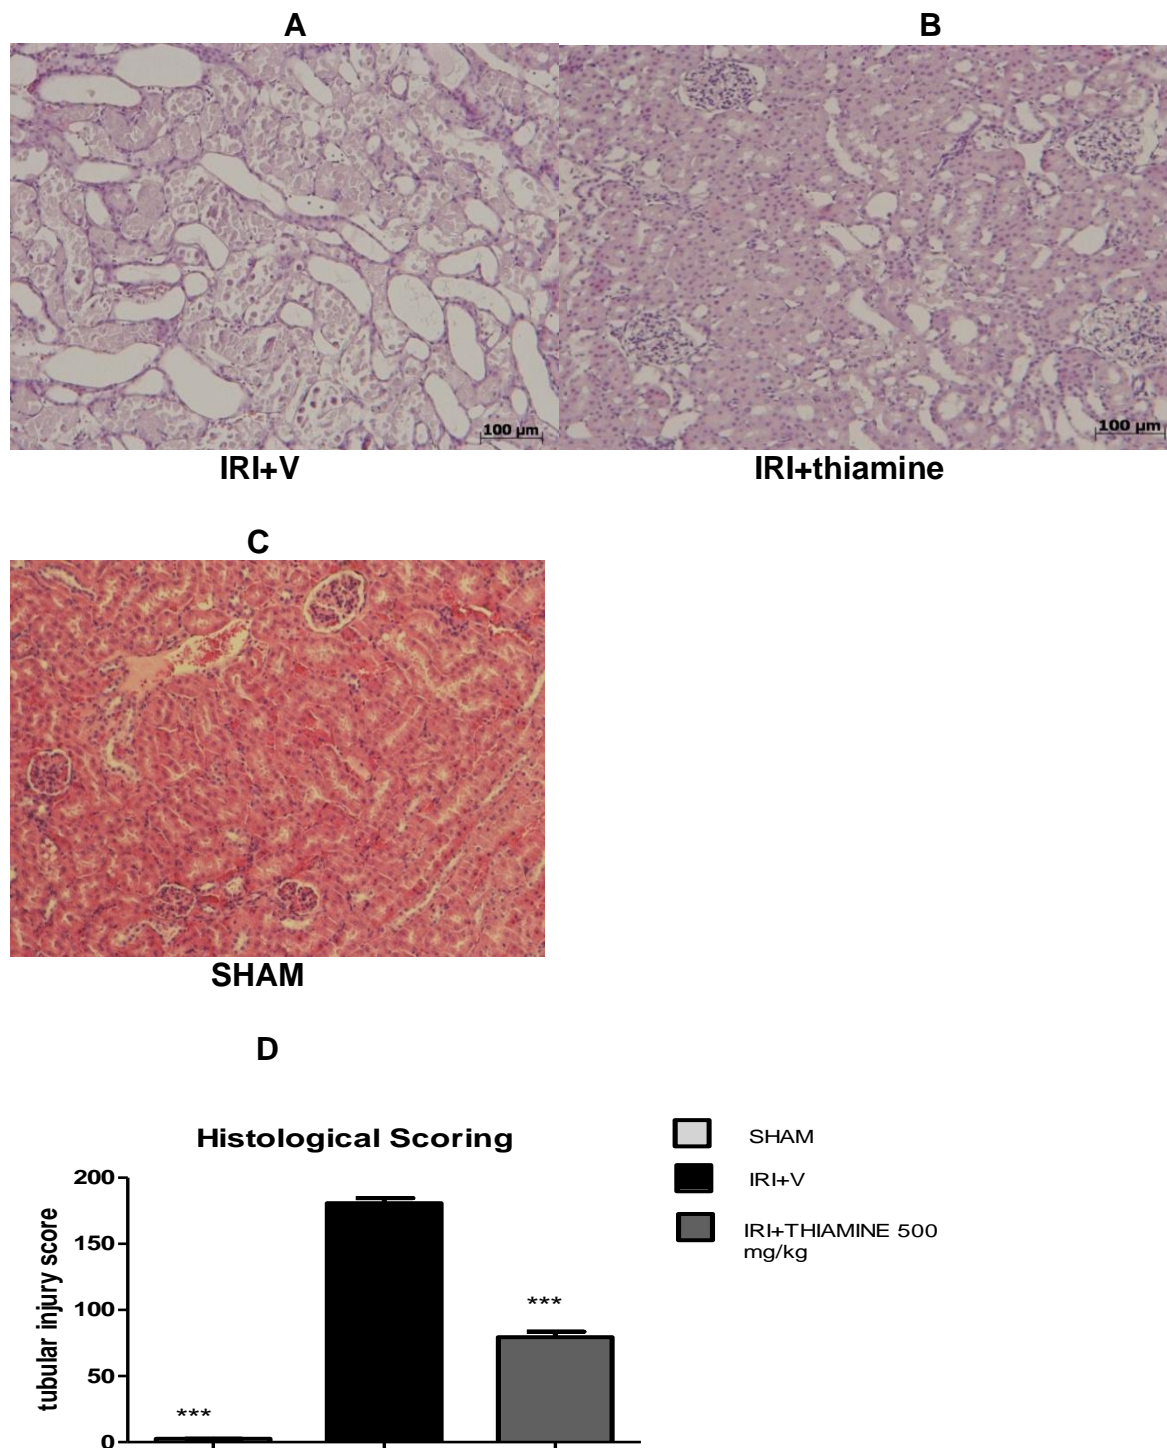 A
B
100 µm
100 µm
IRI+V
IRI+thiamine
C
SHAM
D
Histological Scoring
tubular injury score
200
150
100
50
0
***
***
SHAM
IRI+V
IRI+THIAMINE 500
mg/kg